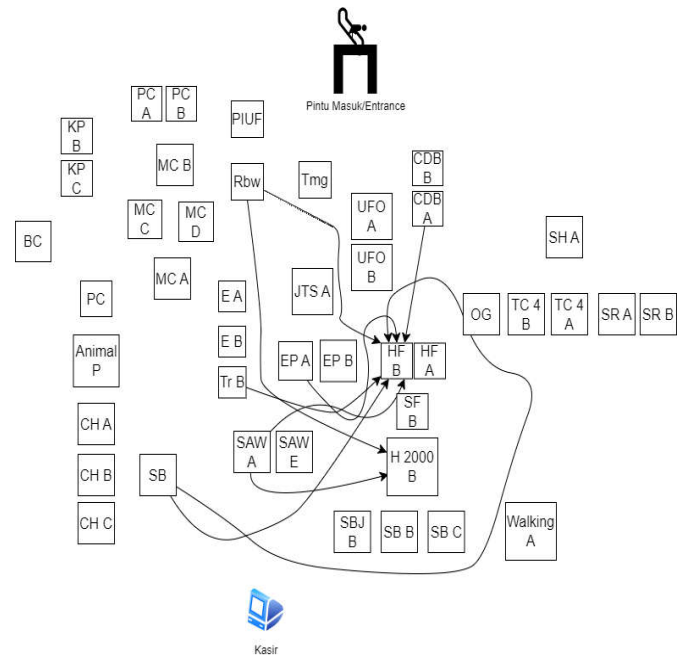 Pintu Masuk/Entrance
PC
A
PC
B
PIUF
KP
B
KP
C
MC B
Rbw
Tmg
CDB
B
CDB
A
MC
C
MC
D
UFO
A
BC
SH A
UFO
B
MC A
PC
E A
JTS A
OG
TC 4
B
TC 4
A
SR A
SR B
E B
Animal
P
EP A
EP B
HF
B
HF
A
Tr B
SF
B
CH A
SAW
A
SAW
E
H 2000
B
CH B
SB
CH C
SBJ
B
SB B
SB C
Walking
A
Kasir